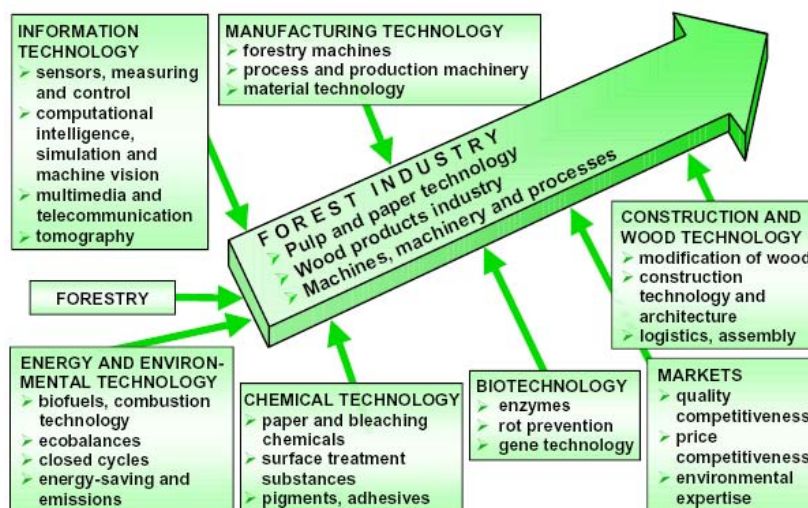 INFORMATION
TECHNOLOGY
sensors, measuring
and control
computational
intelligence,
simulation and
machine vision
multimedia and
telecommunication
tomography
MANUFACTURING TECHNOLOGY
forestry machines
process and production machinery
material technology
FOREST INDUSTRY
Pulp and paper technology
Wood products industry
Machines, machinery and processes
FORESTRY
CONSTRUCTION AND
WOOD TECHNOLOGY
modification of wood
construction
technology and
architecture
logistics, assembly
ENERGY AND ENVIRON-
MENTAL TECHNOLOGY
biofuels, combustion
technology
ecobalances
closed cycles
energy-saving and
emissions
CHEMICAL TECHNOLOGY
paper and bleaching
chemicals
surface treatment
substances
pigments, adhesives
BIOTECHNOLOGY
enzymes
rot prevention
gene technology
MARKETS
quality
competitiveness
price
competitiveness
environmental
expertise